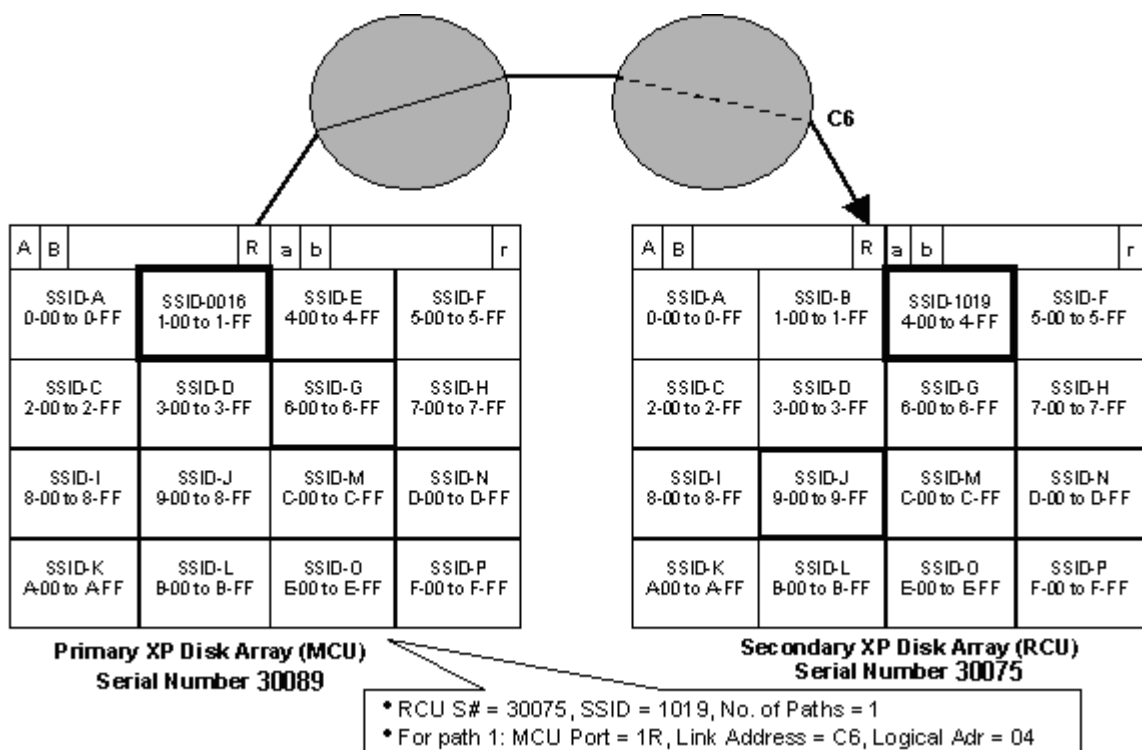 C6
A B R a b r
A B R a b r
SSID-A SSID-0016 SSID-E SSID-F
0-00 to 0-FF 1-00 to 1-FF 4-00 to 4-FF 5-00 to 5-FF
SSID-A SSID-B SSID-1019 SSID-F
0-00 to 0-FF 1-00 to 1-FF 4-00 to 4-FF 5-00 to 5-FF
SSID-C SSID-D SSID-G SSID-H
2-00 to 2-FF 3-00 to 3-FF 6-00 to 6-FF 7-00 to 7-FF
SSID-C SSID-D SSID-G SSID-H
2-00 to 2-FF 3-00 to 3-FF 6-00 to 6-FF 7-00 to 7-FF
SSID-I SSID-J SSID-M SSID-N
8-00 to 8-FF 9-00 to 8-FF C-00 to C-FF D-00 to D-FF
SSID-I SSID-J SSID-M SSID-N
8-00 to 8-FF 9-00 to 9-FF C-00 to C-FF D-00 to D-FF
SSID-K SSID-L SSID-O SSID-P
A-00 to A-FF B-00 to B-FF E-00 to E-FF F-00 to F-FF
SSID-K SSID-L SSID-O SSID-P
A-00 to A-FF B-00 to B-FF E-00 to E-FF F-00 to F-FF
Primary XP Disk Array (MCU)
Serial Number 30089
Secondary XP Disk Array (RCU)
Serial Number 30075
• RCU S# = 30075, SSID = 1019, No. of Paths = 1
• For path 1: MCU Port = 1R, Link Address = C6, Logical Adr = 04